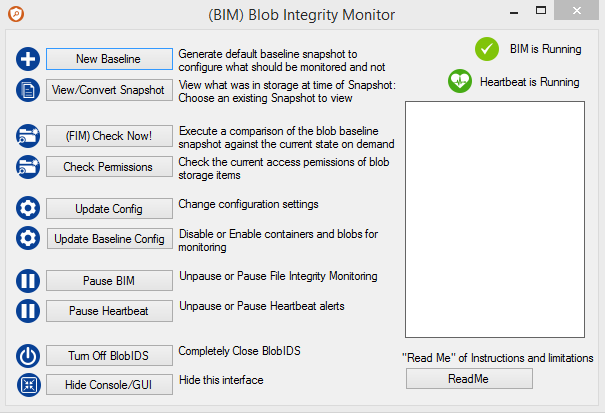 (BIM) Blob Integrity Monitor
New Baseline
Generate default baseline snapshot to
configure what should be monitored and not
BIM is Running
View/Convert Snapshot
View what was in storage at time of Snapshot:
Choose an existing Snapshot to view
Heartbeat is Running
(FIM) Check Now!
Execute a comparison of the blob baseline
snapshot against the current state on demand
Check Permissions
Check the current access pemissions of blob
storage items
Update Config
Change configuration settings
Update Baseline Config
Disable or Enable containers and blobs for
monitoring
Pause BIM
Unpause or Pause File Integrity Monitoring
Pause Heartbeat
Unpause or Pause Heartbeat alerts
Turn Off BlobIDS
Completely Close BlobIDS
"Read Me" of Instructions and limitations
Hide Console/GUI
Hide this interface
ReadMe